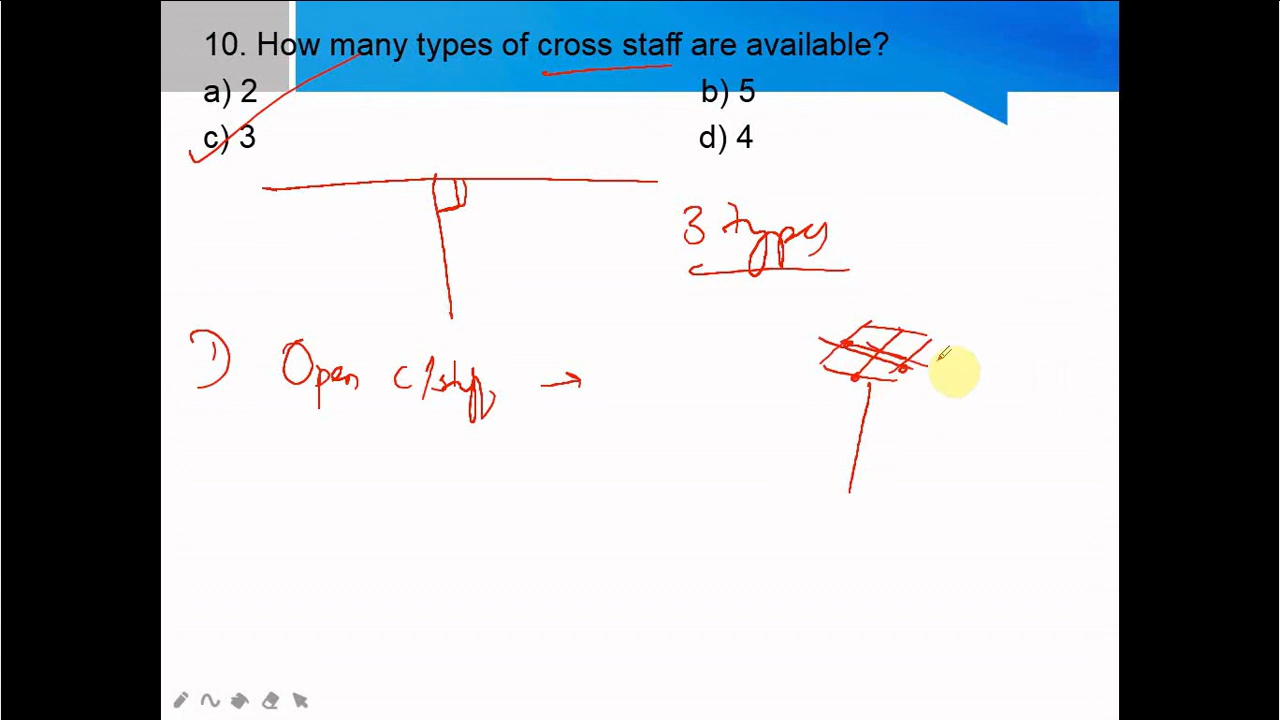 10. How many types of cross staff are available?
a) 2 b) 5
c) 3 d) 4
3 types
1) Open c/staff →